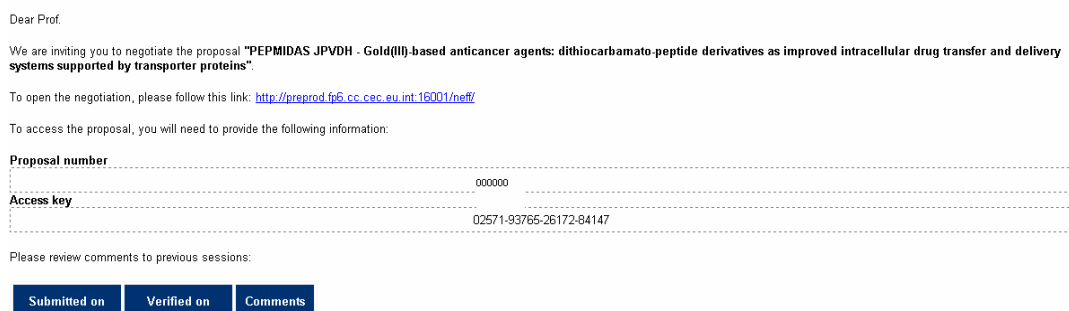 Dear Prof.
We are inviting you to negotiate the proposal "PEPMIDAS JPVDH - Gold(III)-based anticancer agents: dithiocarbamato-peptide derivatives as improved intracellular drug transfer and delivery
systems supported by transporter proteins".
To open the negotiation, please follow this link: http://preprod.fp6.cc.cec.eu.int:16001/neff/
To access the proposal, you will need to provide the following information:
Proposal number
000000
Access key
02571-93765-26172-84147
Please review comments to previous sessions:
Submitted on Verified on Comments